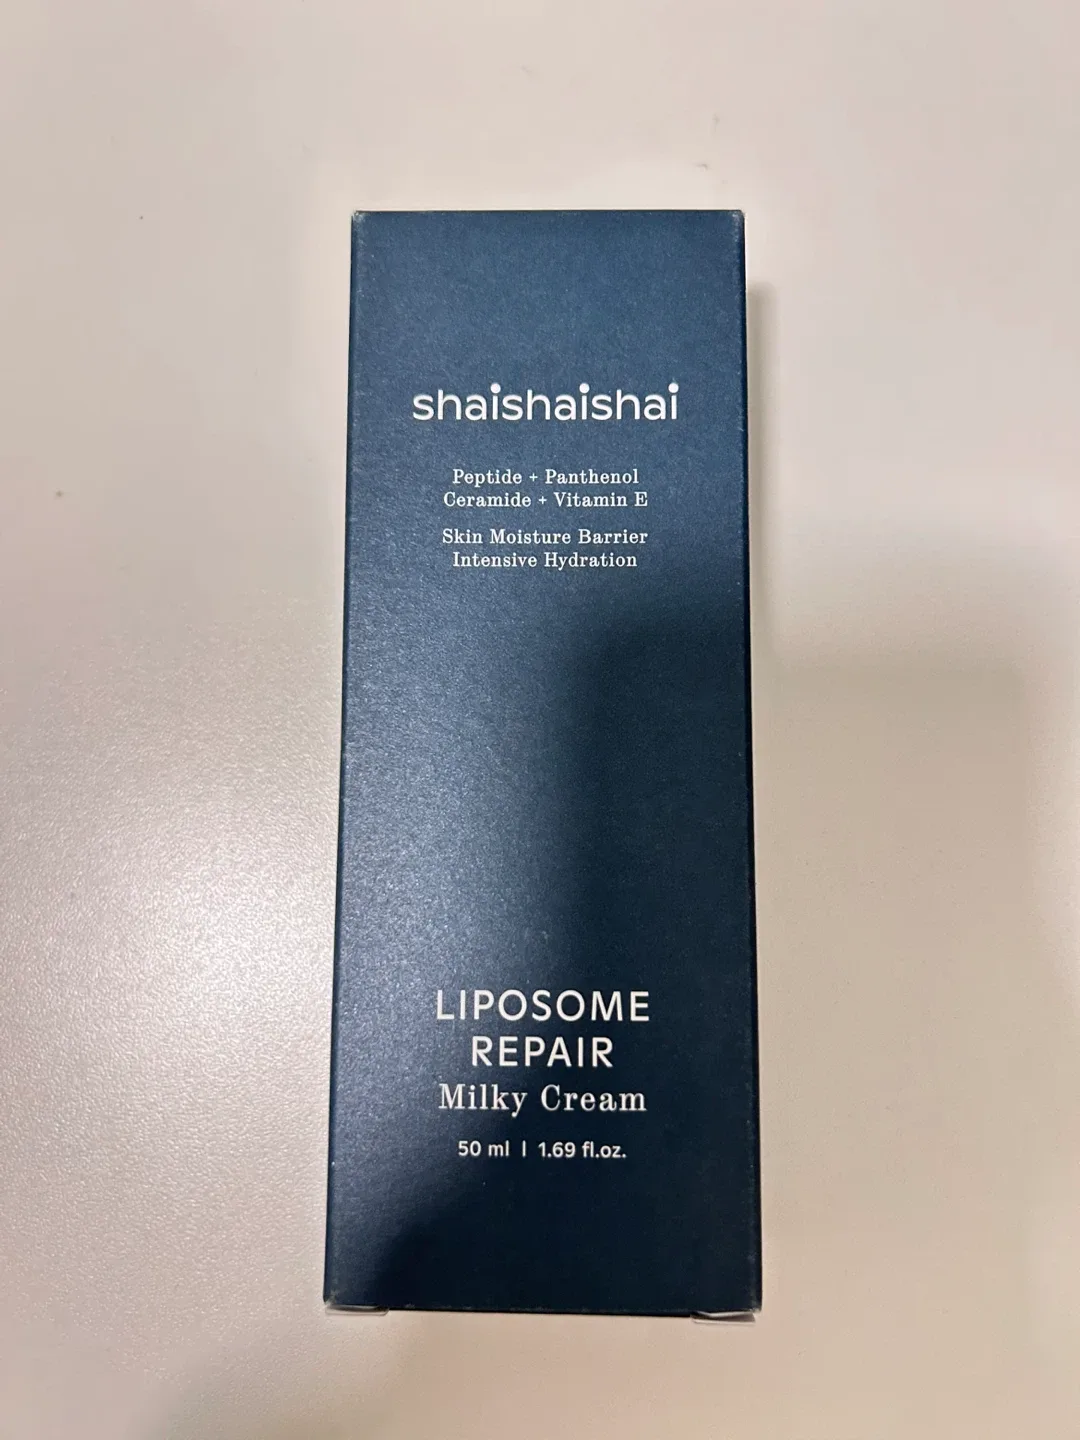 shaishaishai
Peptide + Panthenol
Ceramide + Vitamin E
Skin Moisture Barrier
Intensive Hydration
LIPOSOME
REPAIR
Milky Cream
50 ml | 1.69 fl.oz.